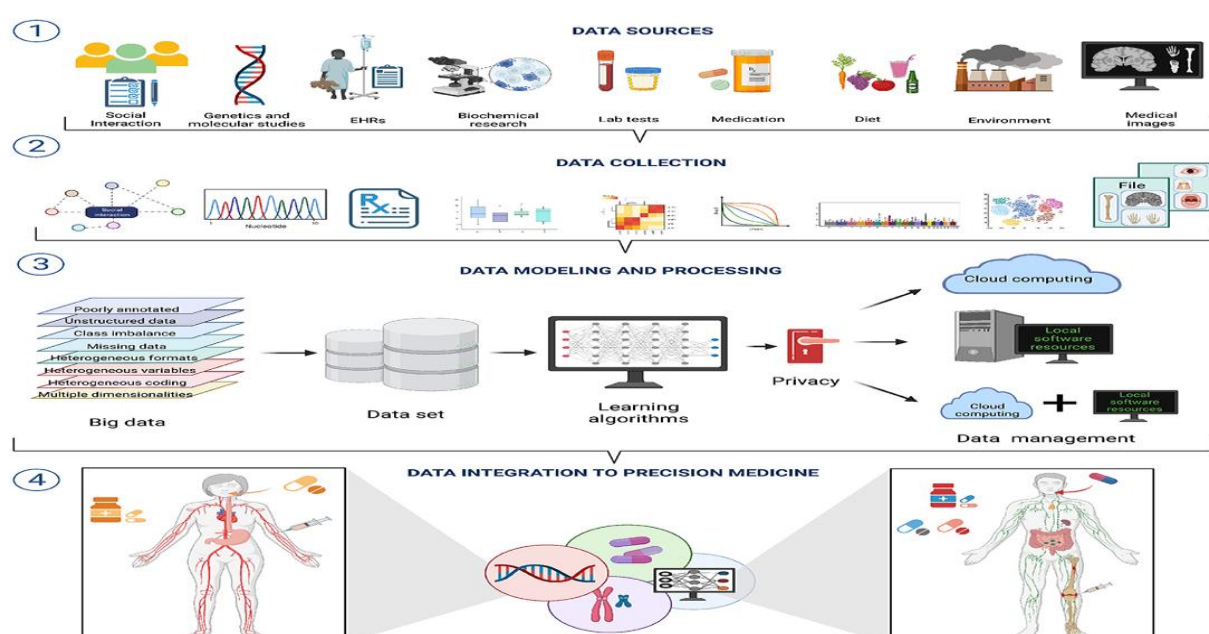 1
DATA SOURCES
Social
Interaction
Genetics and
molecular studies
EHRs
Biochemical
research
Lab tests
Medication
Diet
Environment
Medical
images
2
DATA COLLECTION
Social
interaction
Nucleotide
Rx
File
3
DATA MODELING AND PROCESSING
Poorly annotated
Unstructured data
Class imbalance
Missing data
Heterogeneous formats
Heterogeneous variables
Heterogeneous coding
Multiple dimensionalities
Big data
Data set
Learning
algorithms
Privacy
Cloud computing
Local
software
resources
Cloud
computing
+
Local
software
resources
Data management
4
DATA INTEGRATION TO PRECISION MEDICINE